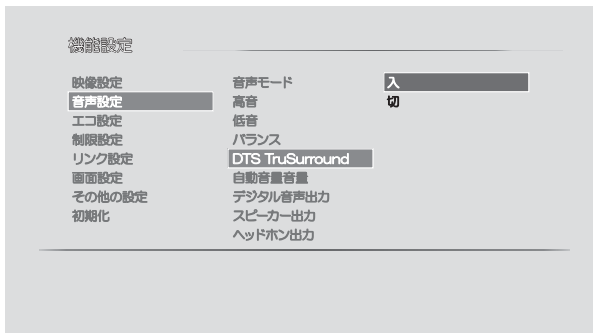 機能設定
映像設定
音声設定
エコ設定
制限設定
リンク設定
画面設定
その他の設定
初期化
音声モード
高音
低音
バランス
DTS TruSurround
自動音量音量
デジタル音声出力
スピーカー出力
ヘッドホン出力
入
切